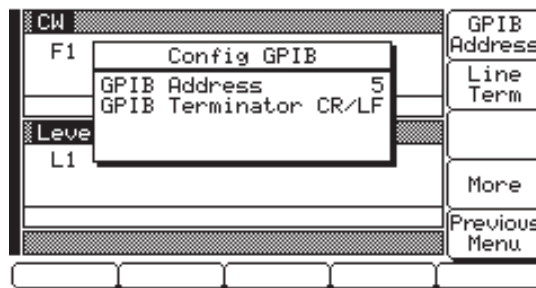 CW
F1
Config GPIB
GPIB Address 5
GPIB Terminator CR/LF
Leve
L1
GPIB
Address
Line
Term
More
Previous
Menu